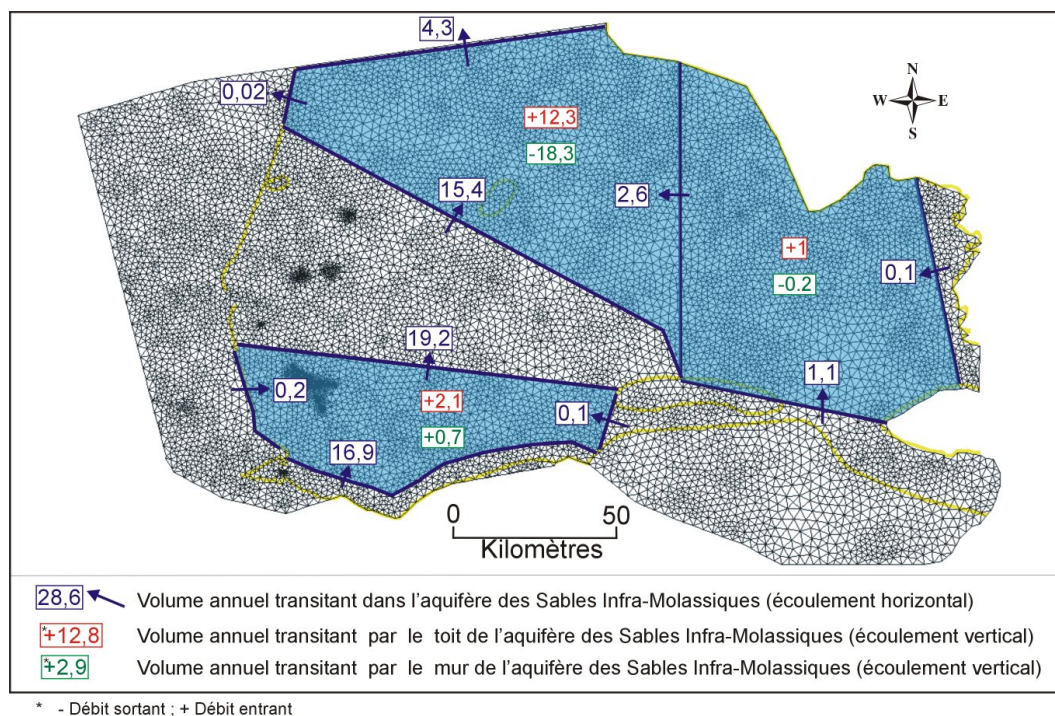 4,3
0,02
+12,3
-18,3
N
W E
S
15,4
2,6
+1
-0.2
0,1
19,2
0,2
+2,1
+0,7
0,1
1,1
16,9
0 50
Kilomètres
28,6 Volume annuel transitant dans l'aquifère des Sables Infra-Molassiques (écoulement horizontal)
*+12,8 Volume annuel transitant par le toit de l'aquifère des Sables Infra-Molassiques (écoulement vertical)
*+2,9 Volume annuel transitant par le mur de l'aquifère des Sables Infra-Molassiques (écoulement vertical)
* - Débit sortant ; + Débit entrant